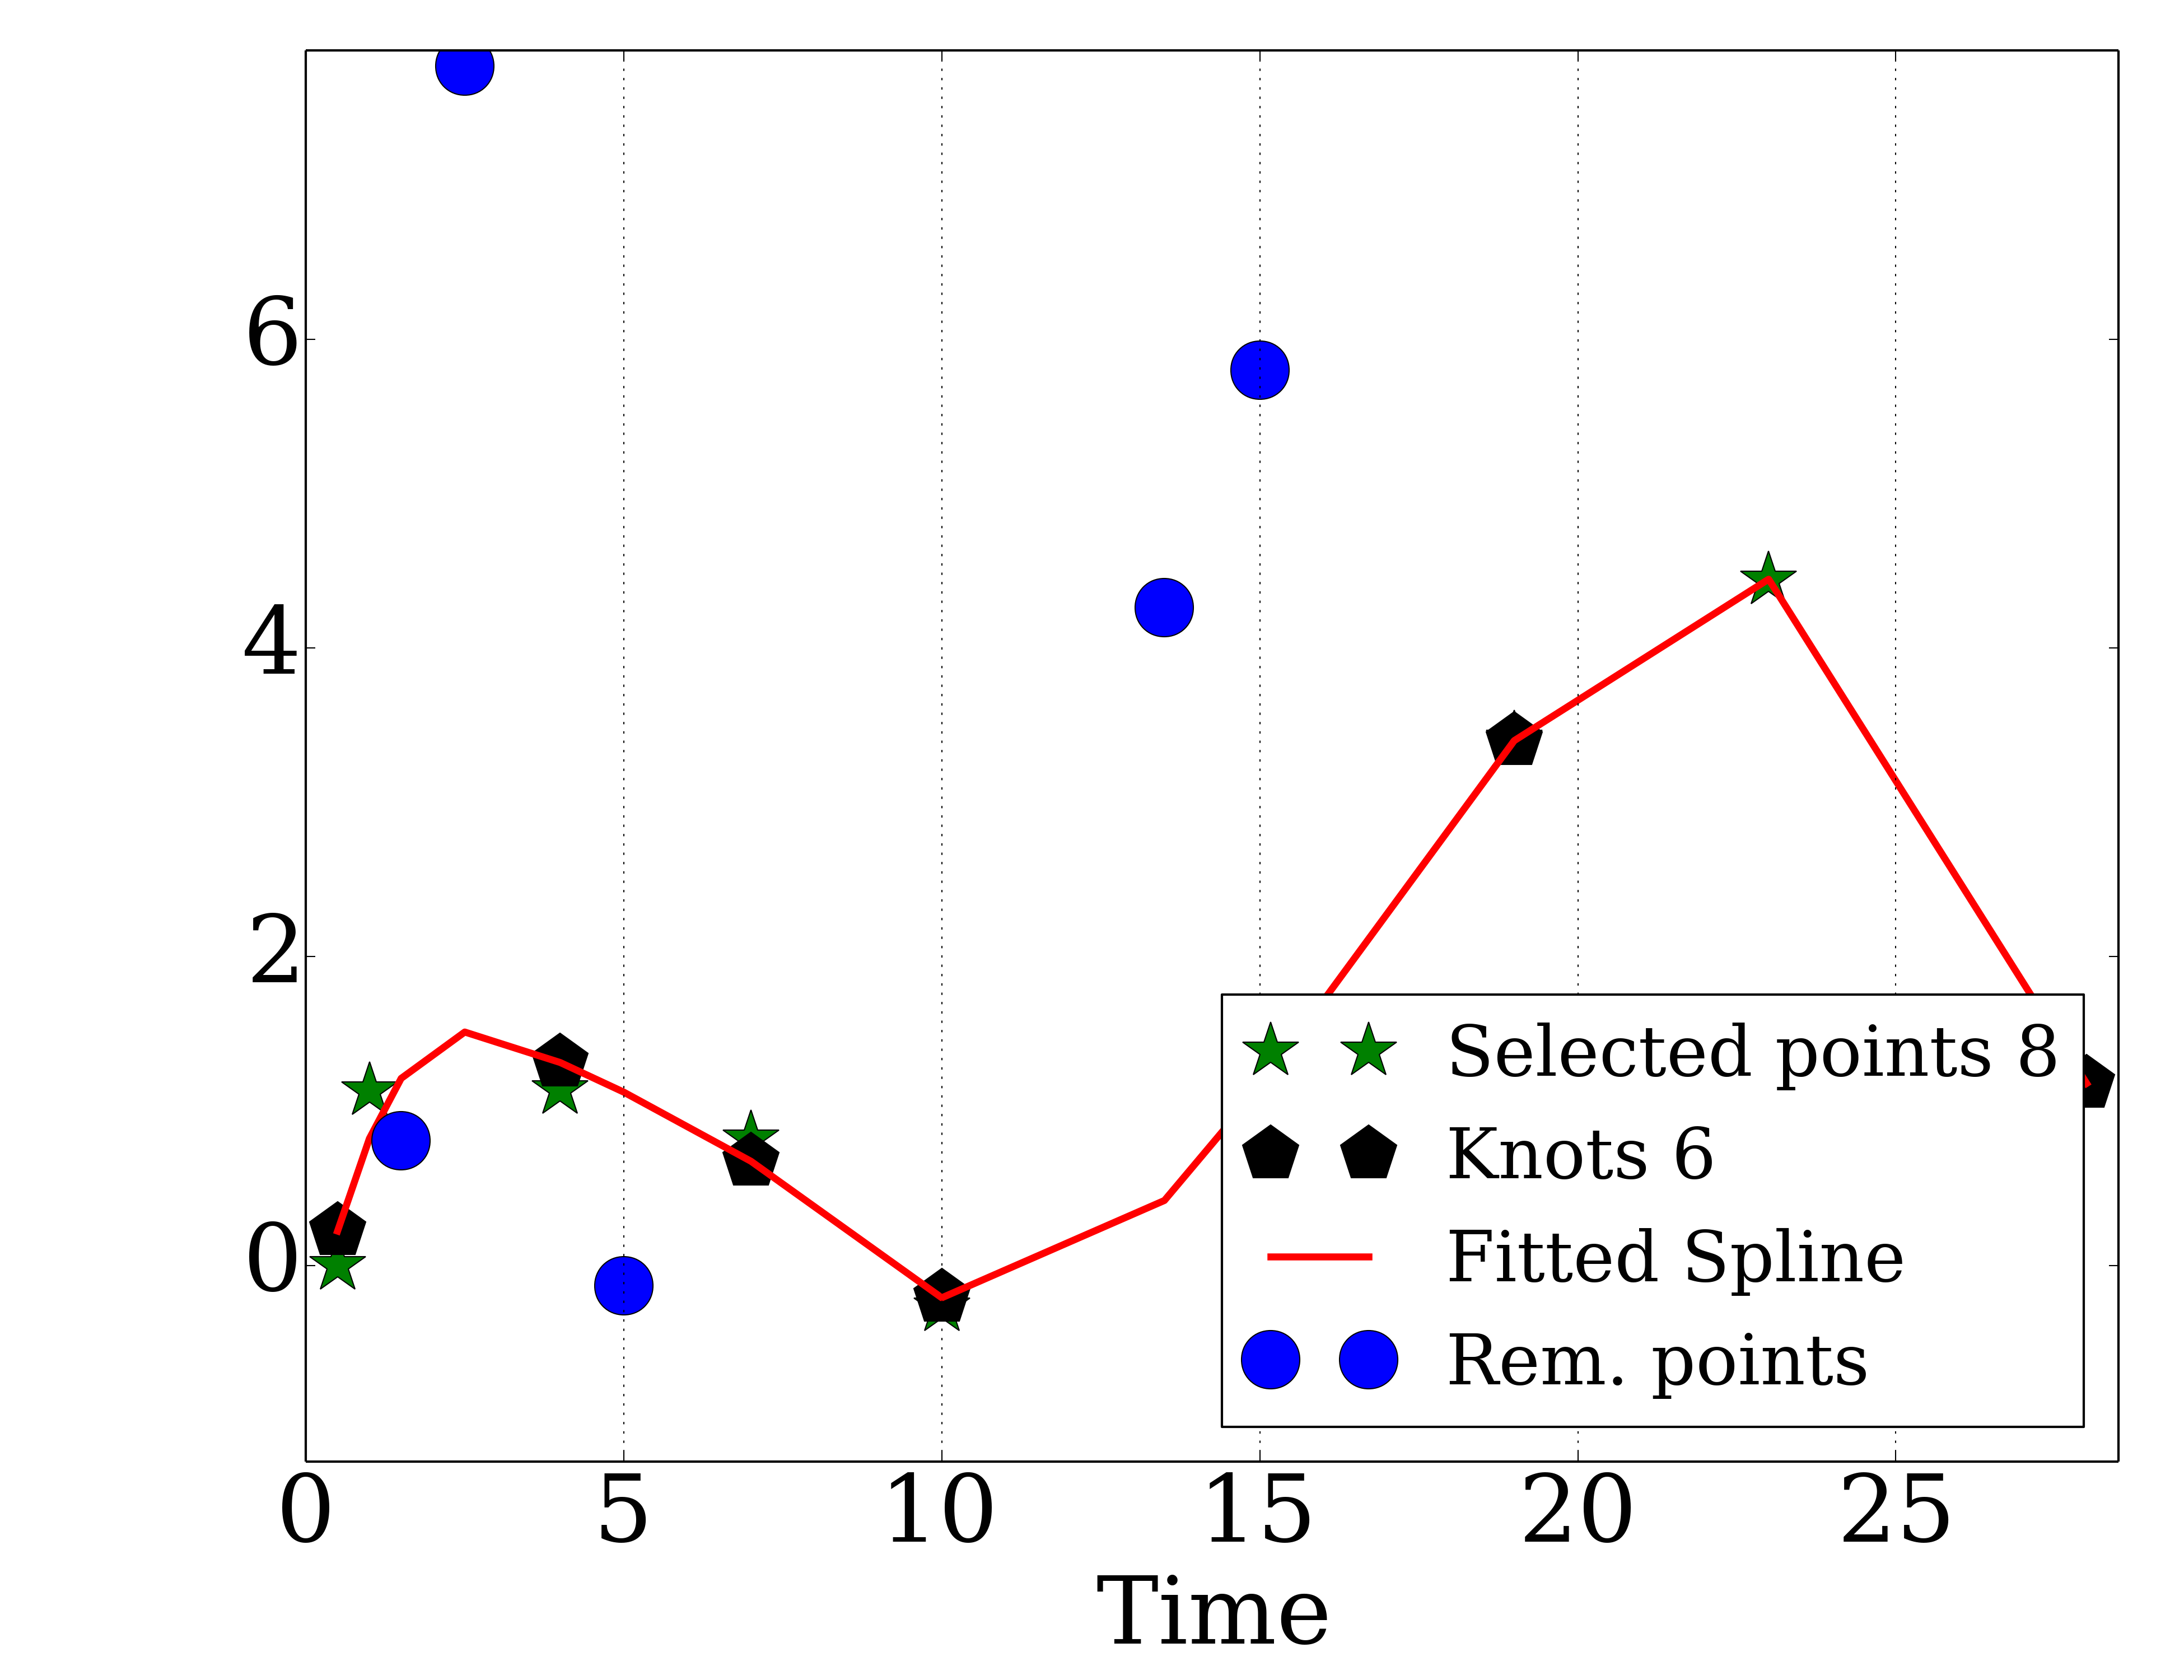 6
4
2
0
Selected points 8
Knots 6
Fitted Spline
Rem. points
0 5 10 15 20 25
Time